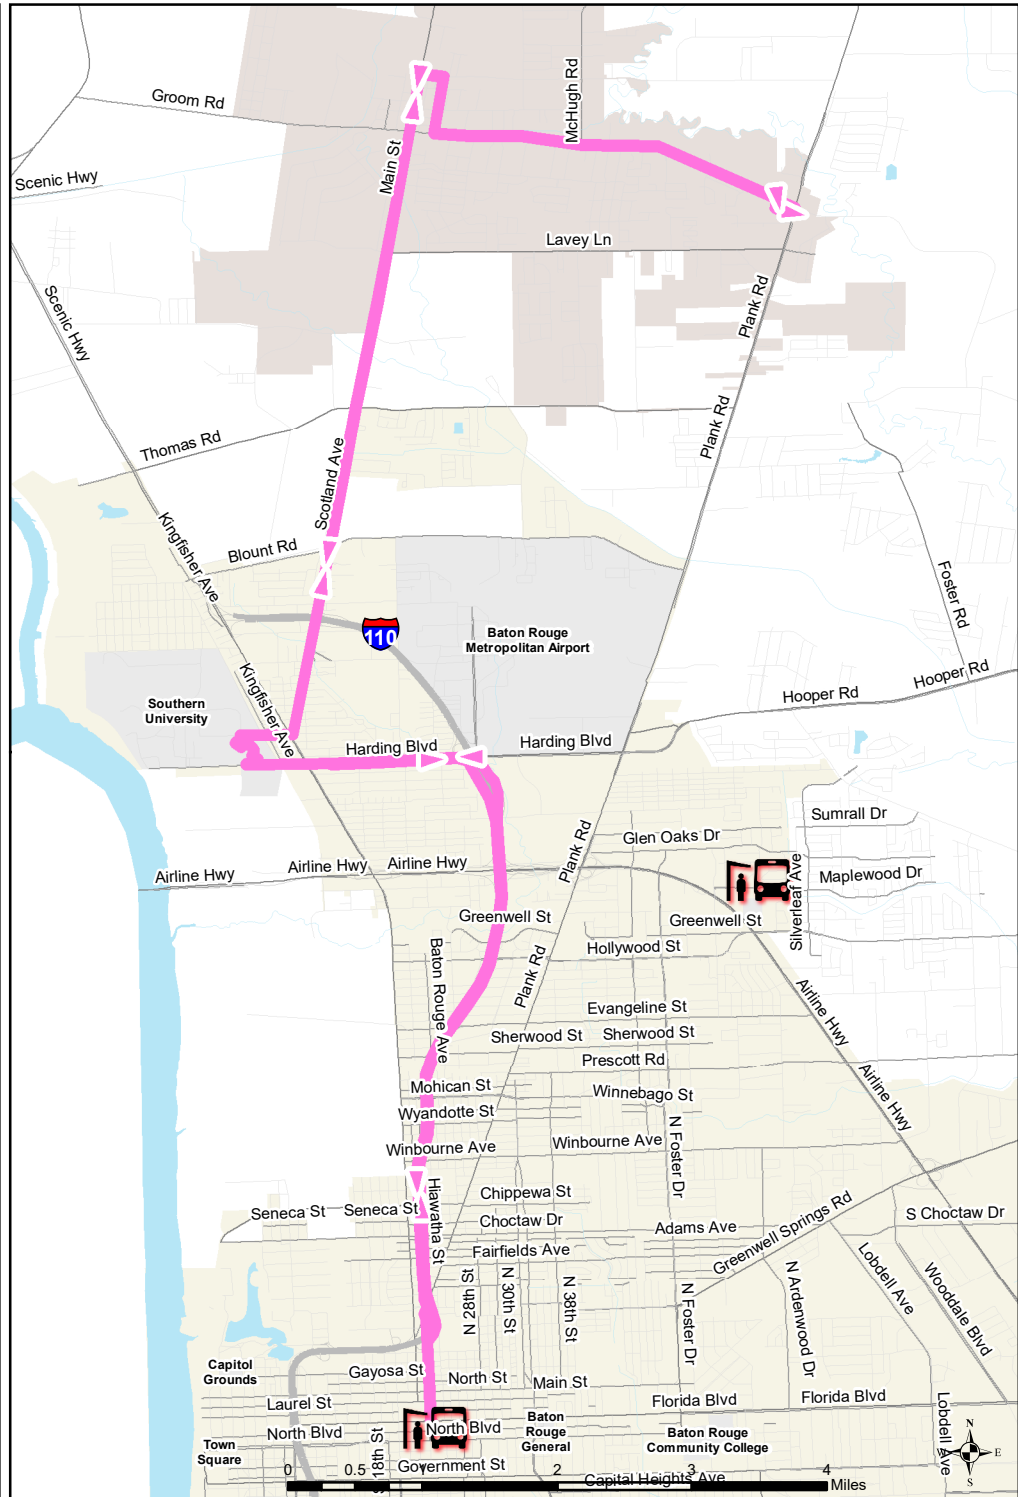 Groom Rd
McHugh Rd
Main St
Scenic Hwy
Lavey Ln
Scenic Hwy
Plank Rd
Plank Rd
Thomas Rd
Scotland Ave
Kingfisher Ave
Blount Rd
Foster Rd
110
Baton Rouge
Metropolitan Airport
Kingfisher Ave
Southern
University
Hooper Rd
Hooper Rd
Harding Blvd
Harding Blvd
Sumrall Dr
Glen Oaks Dr
Plank Rd
Airline Hwy
Airline Hwy
Airline Hwy
Maplewood Dr
Silverleaf Ave
Greenwell St
Greenwell St
Hollywood St
Baton Rouge Ave
Plank Rd
Airline Hwy
Evangeline St
Sherwood St
Sherwood St
Prescott Rd
Airline Hwy
Mohican St
Winnebago St
Wyandotte St
N Foster Dr
Winbourne Ave
Winbourne Ave
Hiawatha St
Chippewa St
Seneca St
Seneca St
Choctaw Dr
Adams Ave
Greenwell Springs Rd
S Choctaw Dr
Fairfields Ave
Lobdell Ave
Wooddale Blvd
N 28th St
N 30th St
N 38th St
N Foster Dr
N Ardenwood Dr
Capitol
Grounds
Gayosa St
North St
Main St
Laurel St
Florida Blvd
Florida Blvd
Lobdell Ave
North Blvd
North Blvd
Baton
Rouge
General
Baton Rouge
Community College
Town
Square
S 18th St
Government St
Capital Heights Ave
N
W
E
S
0
0.5
1
2
3
4
Miles